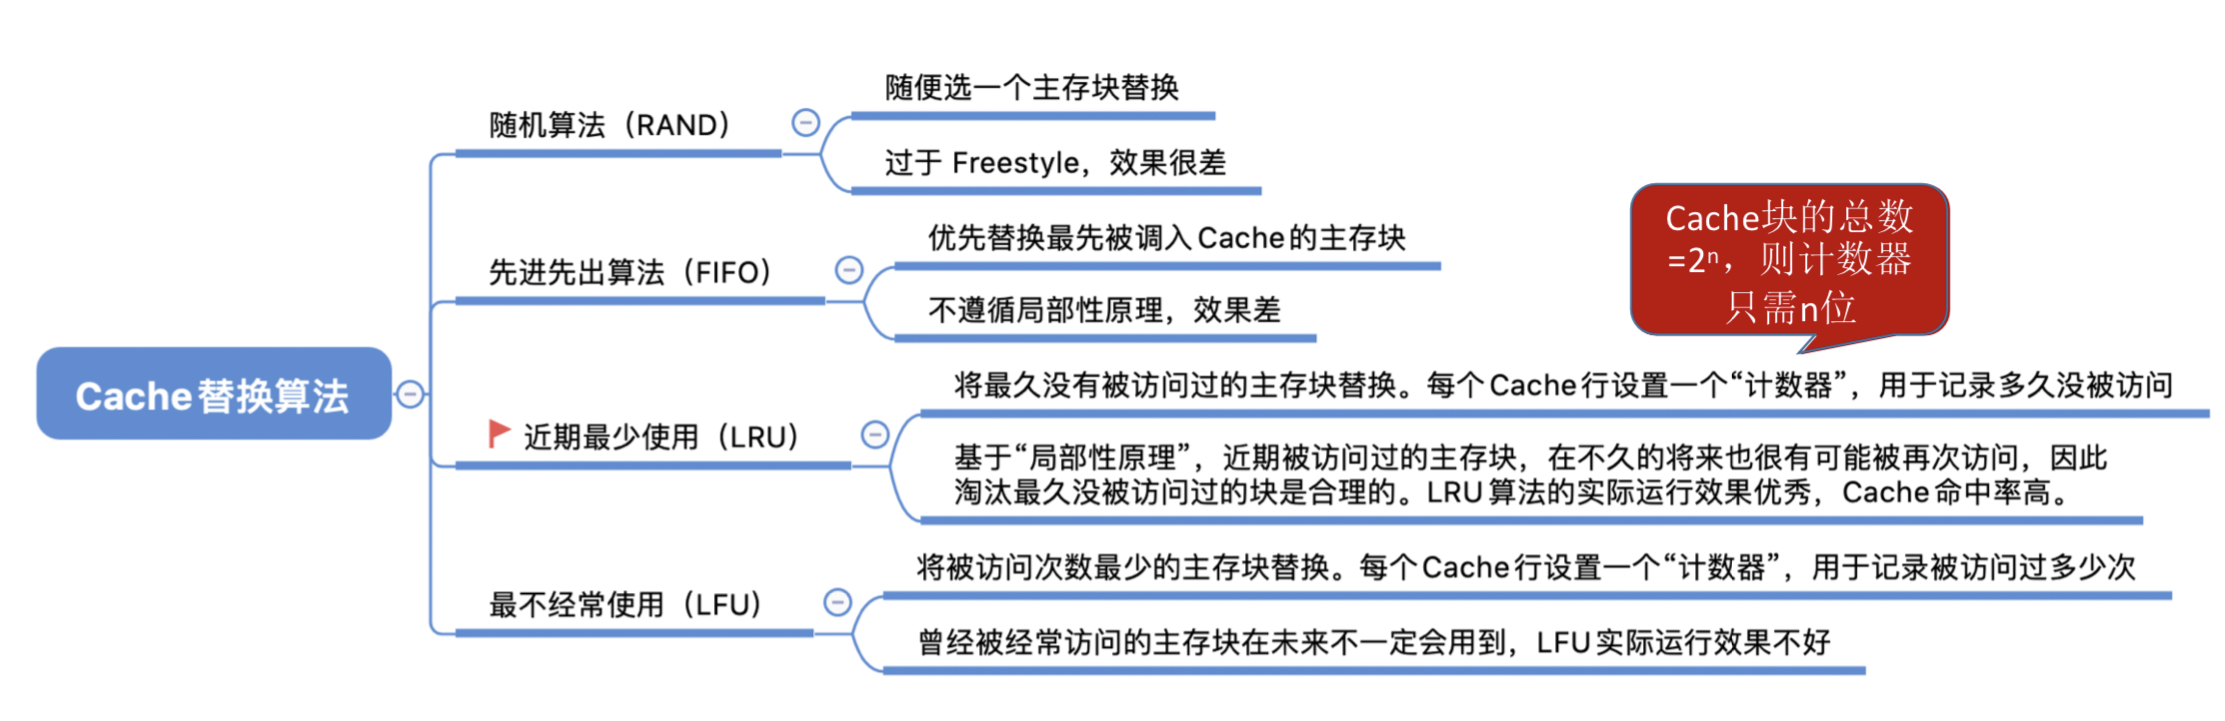 Cache替换算法
随机算法（RAND）
随便选一个主存块替换
过于 Freestyle，效果很差
先进先出算法（FIFO）
优先替换最先被调入Cache的主存块
不遵循局部性原理，效果差
Cache块的总数
=2ⁿ，则计数器
只需n位
近期最少使用（LRU）
将最久没有被访问过的主存块替换。每个Cache行设置一个“计数器”，用于记录多久没被访问
基于“局部性原理”，近期被访问过的主存块，在不久的将来也很有可能被再次访问，因此
淘汰最久没被访问过的块是合理的。LRU算法的实际运行效果优秀，Cache命中率高。
最不经常使用（LFU）
将被访问次数最少的主存块替换。每个Cache行设置一个“计数器”，用于记录被访问过多少次
曾经被经常访问的主存块在未来不一定会用到，LFU实际运行效果不好